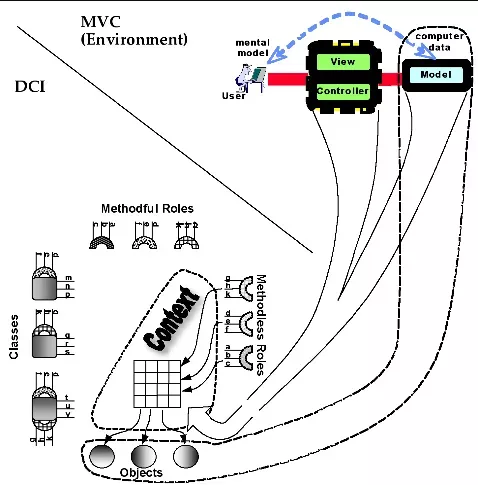 MVC
(Environment)
DCI
mental
model
User
View
Controller
computer
data
Model
Methodful Roles
Classes
m
n
p
q
r
s
t
u
v
Context
Methodless Roles
g
h
k
d
e
f
a
b
c
Objects